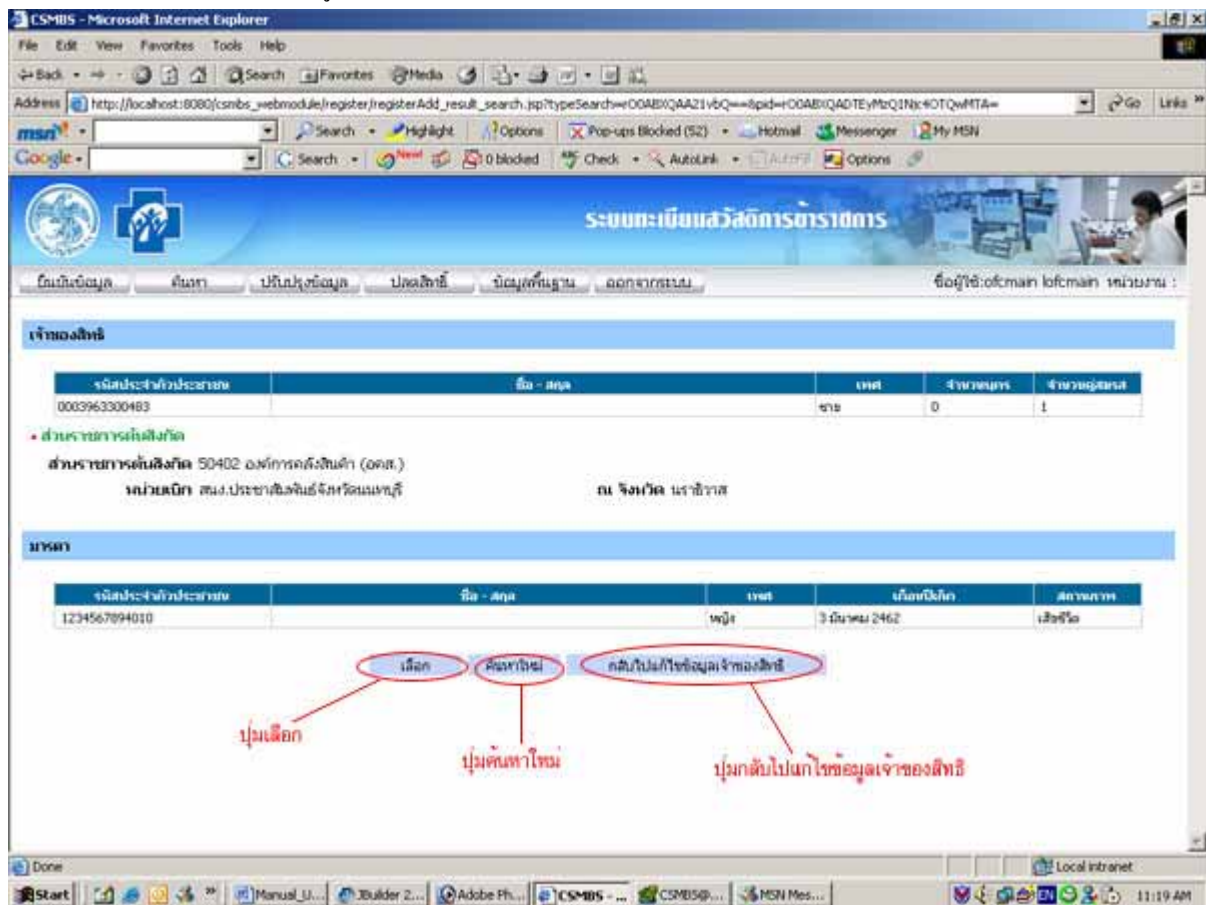 CSMBS - Microsoft Internet Explorer
File Edit View Favorites Tools Help
Back Search Favorites Media
Address http://localhost:8080/csmbs_webmodule/register/registerAdd_result_search.jsp?typeSearch= Go Links
msn Search Highlight Options Pop-ups Blocked (52) Hotmail Messenger My MSN
Google Search New! 0 blocked Check AutoLink AutoFill Options
ระบบทะเบียนสวัสดิการข้าราชการ
ยืนยันข้อมูล ค้นหา ปรับปรุงข้อมูล ปลดสิทธิ์ ข้อมูลพื้นฐาน ออกจากระบบ ชื่อผู้ใช้:ofcmain lofcmain หน่วยงาน :
เจ้าของสิทธิ
รหัสประจำตัวประชาชน ชื่อ - สกุล เพศ จำนวนบุตร จำนวนคู่สมรส
0003963300483 ชาย 0 1
ส่วนราชการต้นสังกัด
ส่วนราชการต้นสังกัด 50402 องค์การคลังสินค้า (อคส.)
หน่วยเบิก สนง.ประชาสัมพันธ์จังหวัดนนทบุรี ณ จังหวัด นราธิวาส
มารดา
รหัสประจำตัวประชาชน ชื่อ - สกุล เพศ เดือนปีเกิด สถานภาพ
1234567894010 หญิง 3 มีนาคม 2462 เสียชีวิต
เลือก ค้นหาใหม่ กลับไปแก้ไขข้อมูลเจ้าของสิทธิ
ปุ่มเลือก
ปุ่มค้นหาใหม่
ปุ่มกลับไปแก้ไขข้อมูลเจ้าของสิทธิ
Done Local intranet
Start Manual_U... JBuilder 2... Adobe Ph... CSMBS - ... CSMBS@... MSN Mes... EN 11:19 AM